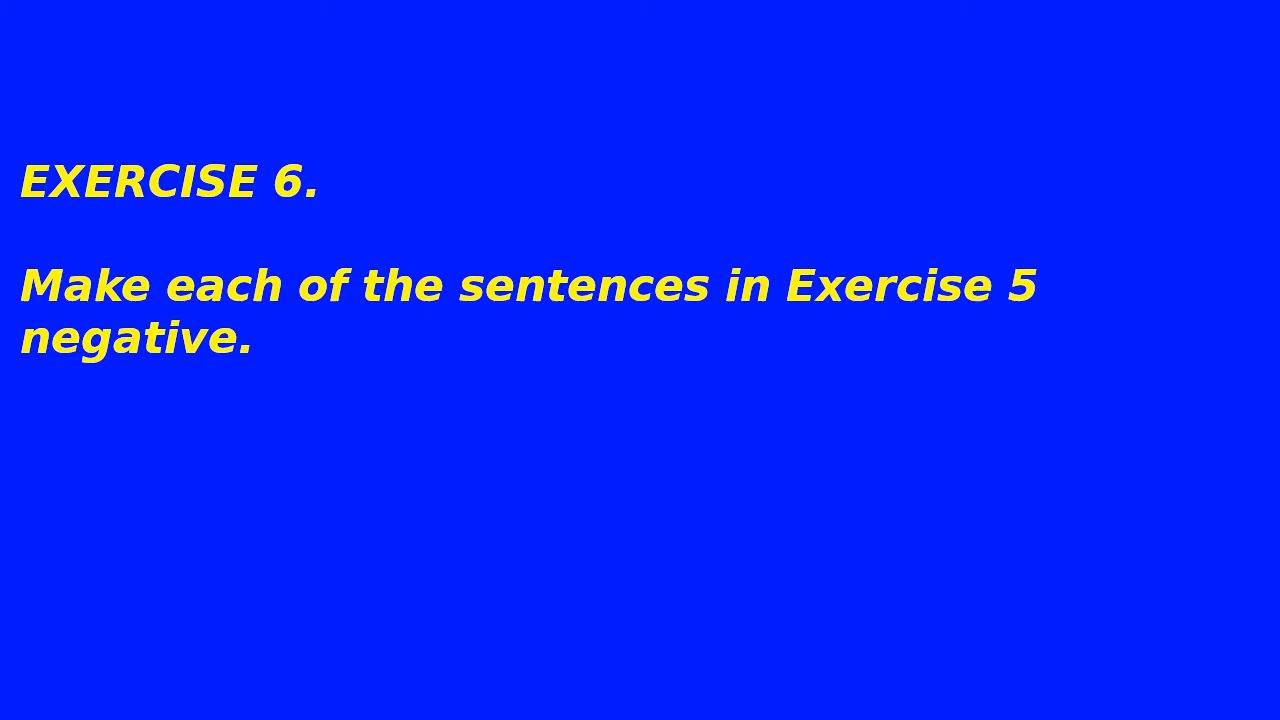 EXERCISE 6.
Make each of the sentences in Exercise 5
negative.